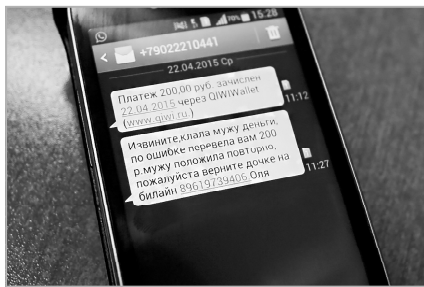 70% 15:28
+79022210441
22.04.2015 Ср
Платеж 200,00 руб. зачислен
22.04.2015 через QIWIWallet
(www.qiwi.ru.)
11:12
Извините,клала мужу деньги,
по ошибке перевела вам 200
р.мужу положила повторно,
пожалуйста верните дочке на
билайн 89619739406 Оля
11:27